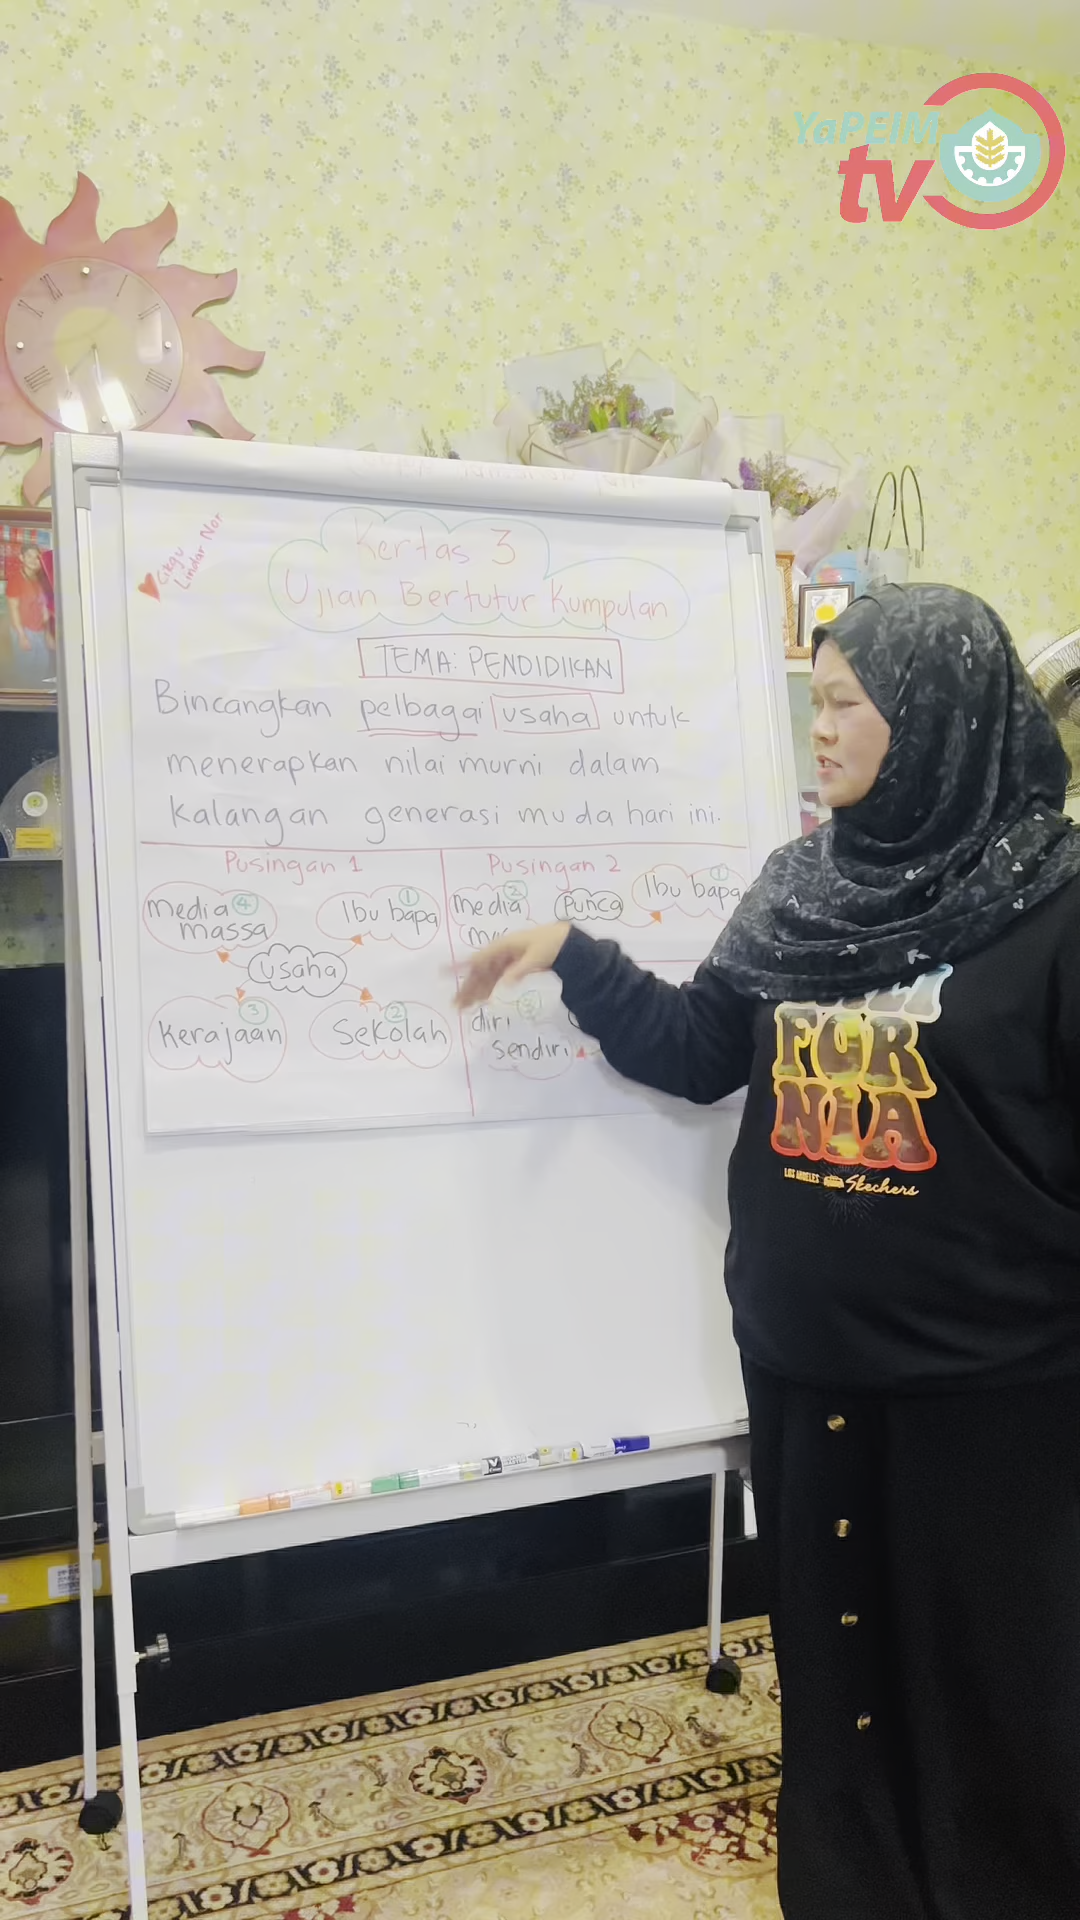 YaPEIM
tv
Cikgu
Lindar Nor
Kertas 3
Ujian Bertutur Kumpulan
TEMA: PENDIDIKAN
Bincangkan pelbagai usaha untuk
menerapkan nilai murni dalam
kalangan generasi muda hari ini.
Pusingan 1
media 4
massa
Ibu bapa 1
usaha
Kerajaan 3
Sekolah 2
Pusingan 2
media 2
Punca
Ibu bapa 1
diri 3
sendiri
FOR
NIA
LOS ANGELES Skechers